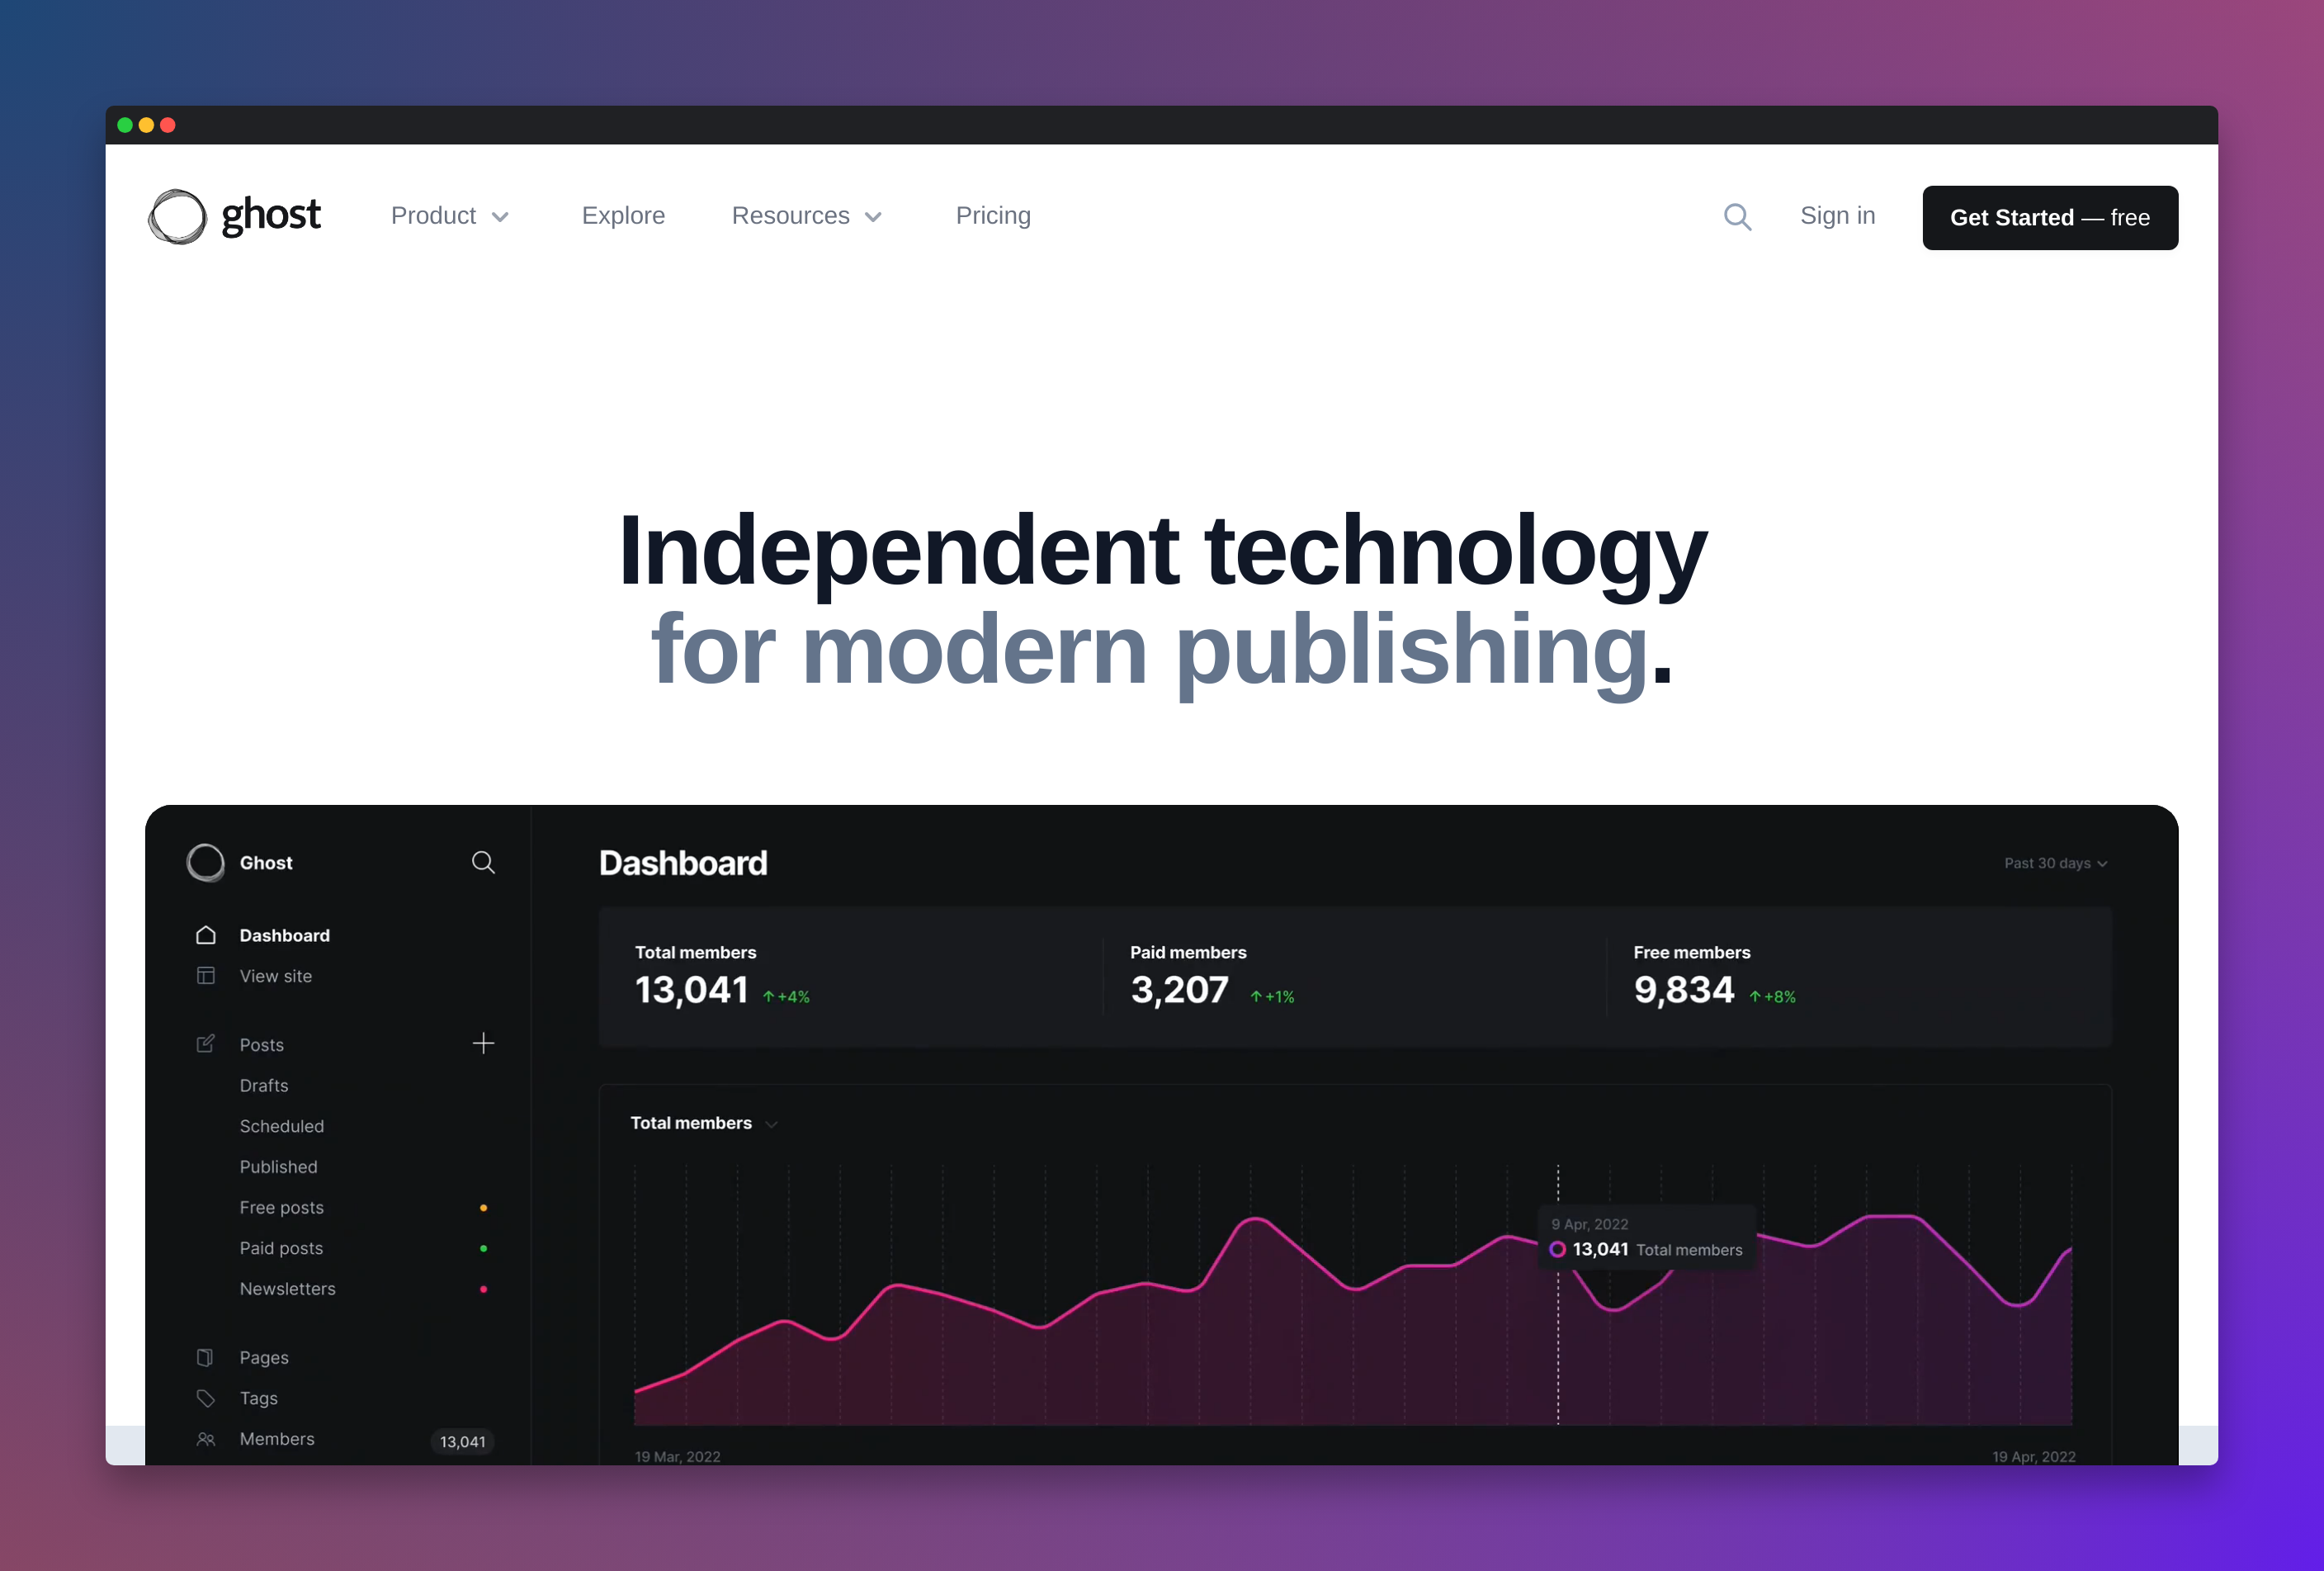 ghost
Product
Explore
Resources
Pricing
Sign in
Get Started — free
Independent technology
for modern publishing.
Ghost
Dashboard
View site
Posts
Drafts
Scheduled
Published
Free posts
Paid posts
Newsletters
Pages
Tags
Members 13,041
Dashboard
Past 30 days
Total members
13,041 +4%
Paid members
3,207 +1%
Free members
9,834 +8%
Total members
9 Apr, 2022
13,041 Total members
19 Mar, 2022
19 Apr, 2022